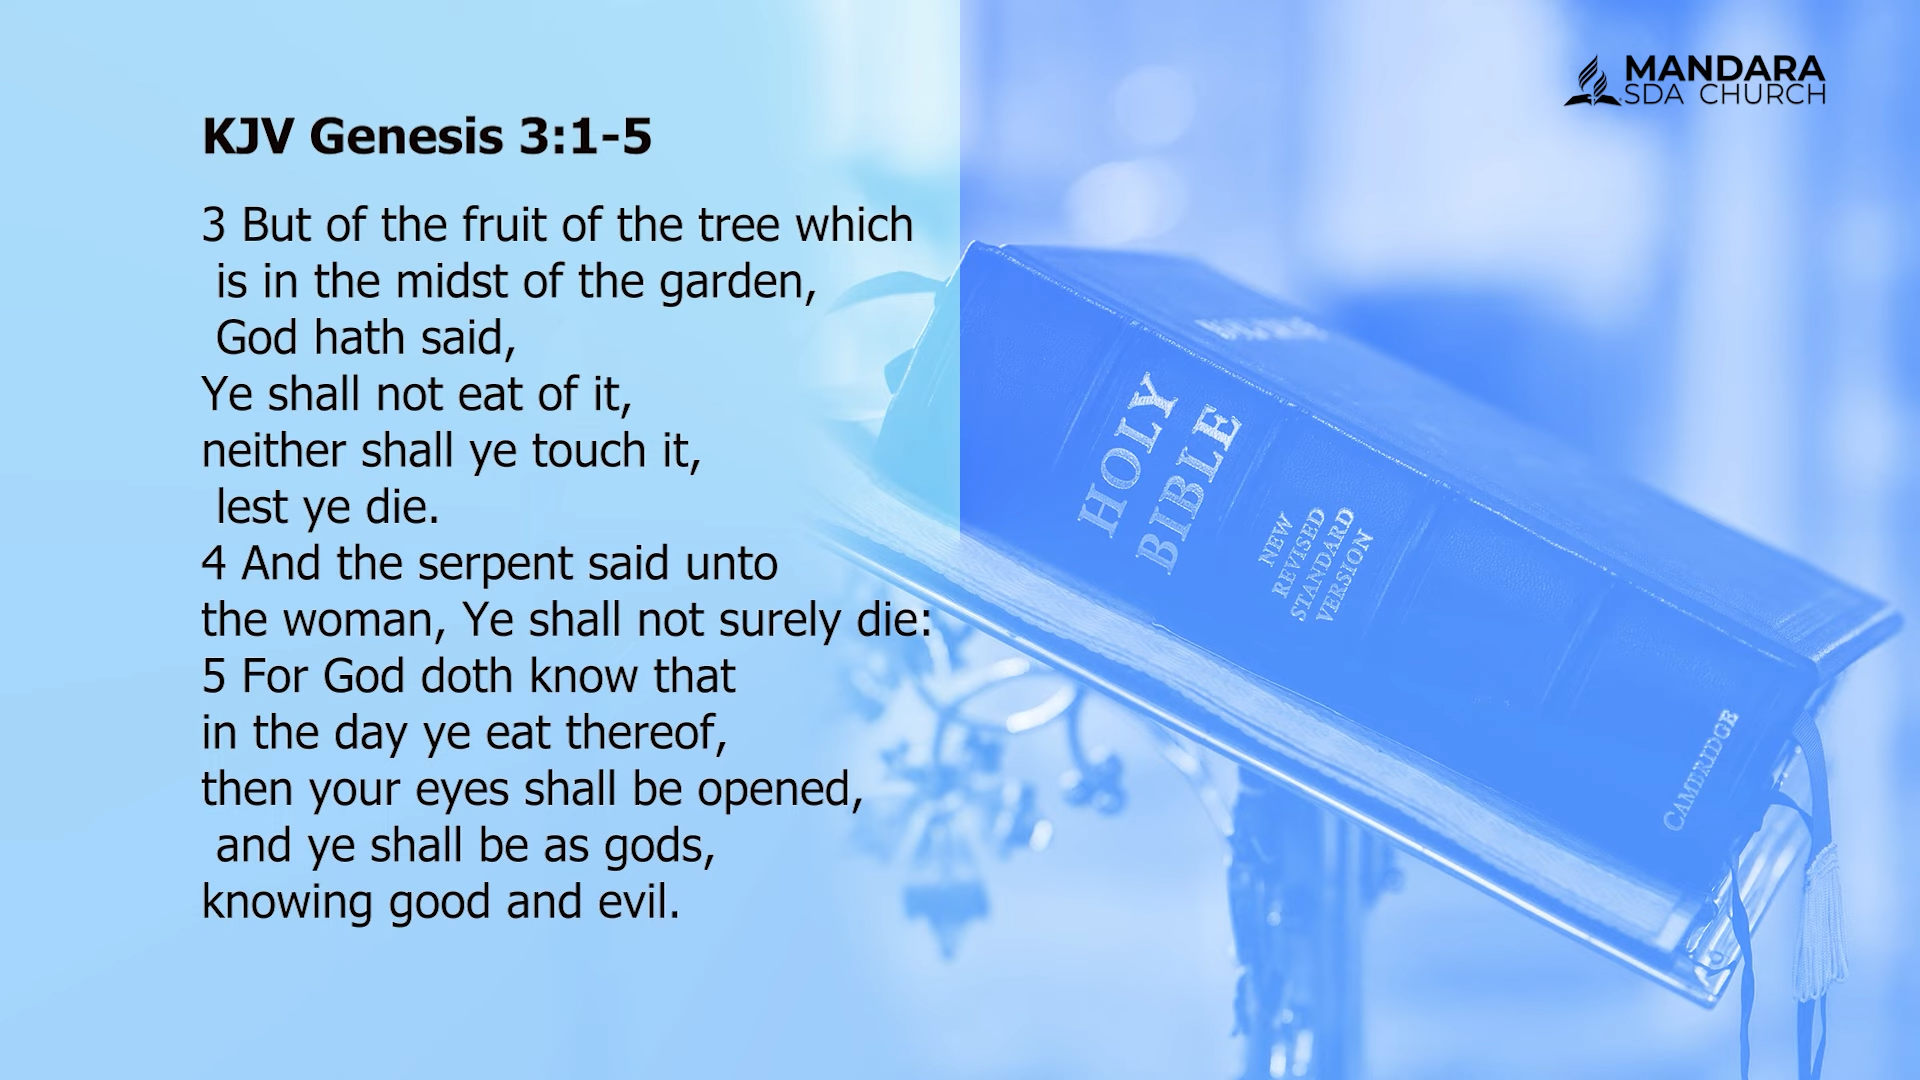 MANDARA
SDA CHURCH
KJV Genesis 3:1-5
3 But of the fruit of the tree which
is in the midst of the garden,
God hath said,
Ye shall not eat of it,
neither shall ye touch it,
lest ye die.
4 And the serpent said unto
the woman, Ye shall not surely die:
5 For God doth know that
in the day ye eat thereof,
then your eyes shall be opened,
and ye shall be as gods,
knowing good and evil.
HOLY
BIBLE
NEW
REVISED
STANDARD
VERSION
CAMBRIDGE